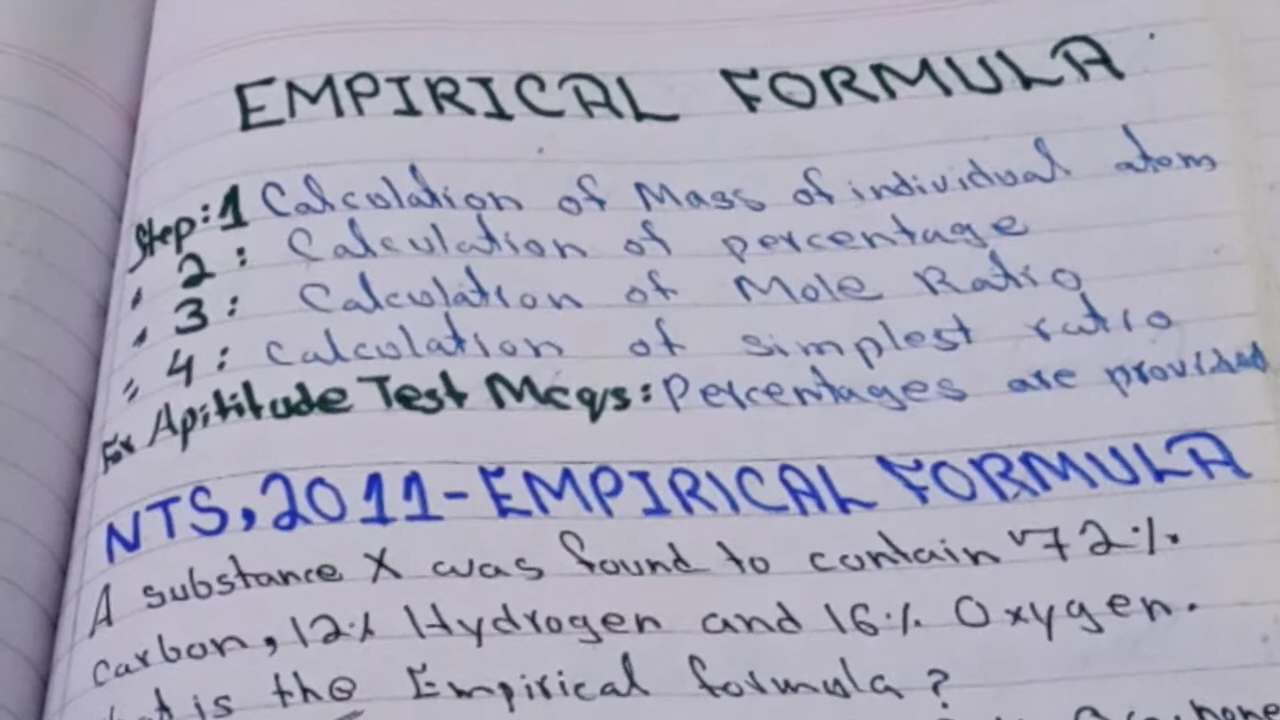 EMPIRICAL FORMULA
Step:1 Calculation of Mass of individual atom
" 2: Calculation of percentage
" 3: Calculation of Mole Ratio
" 4: Calculation of simplest ratio
For Apititude Test Mcqs: Percentages are provided
NTS, 2011-EMPIRICAL FORMULA
A substance X was found to contain 72%
carbon, 12% Hydrogen and 16% Oxygen.
is the Empirical formula?